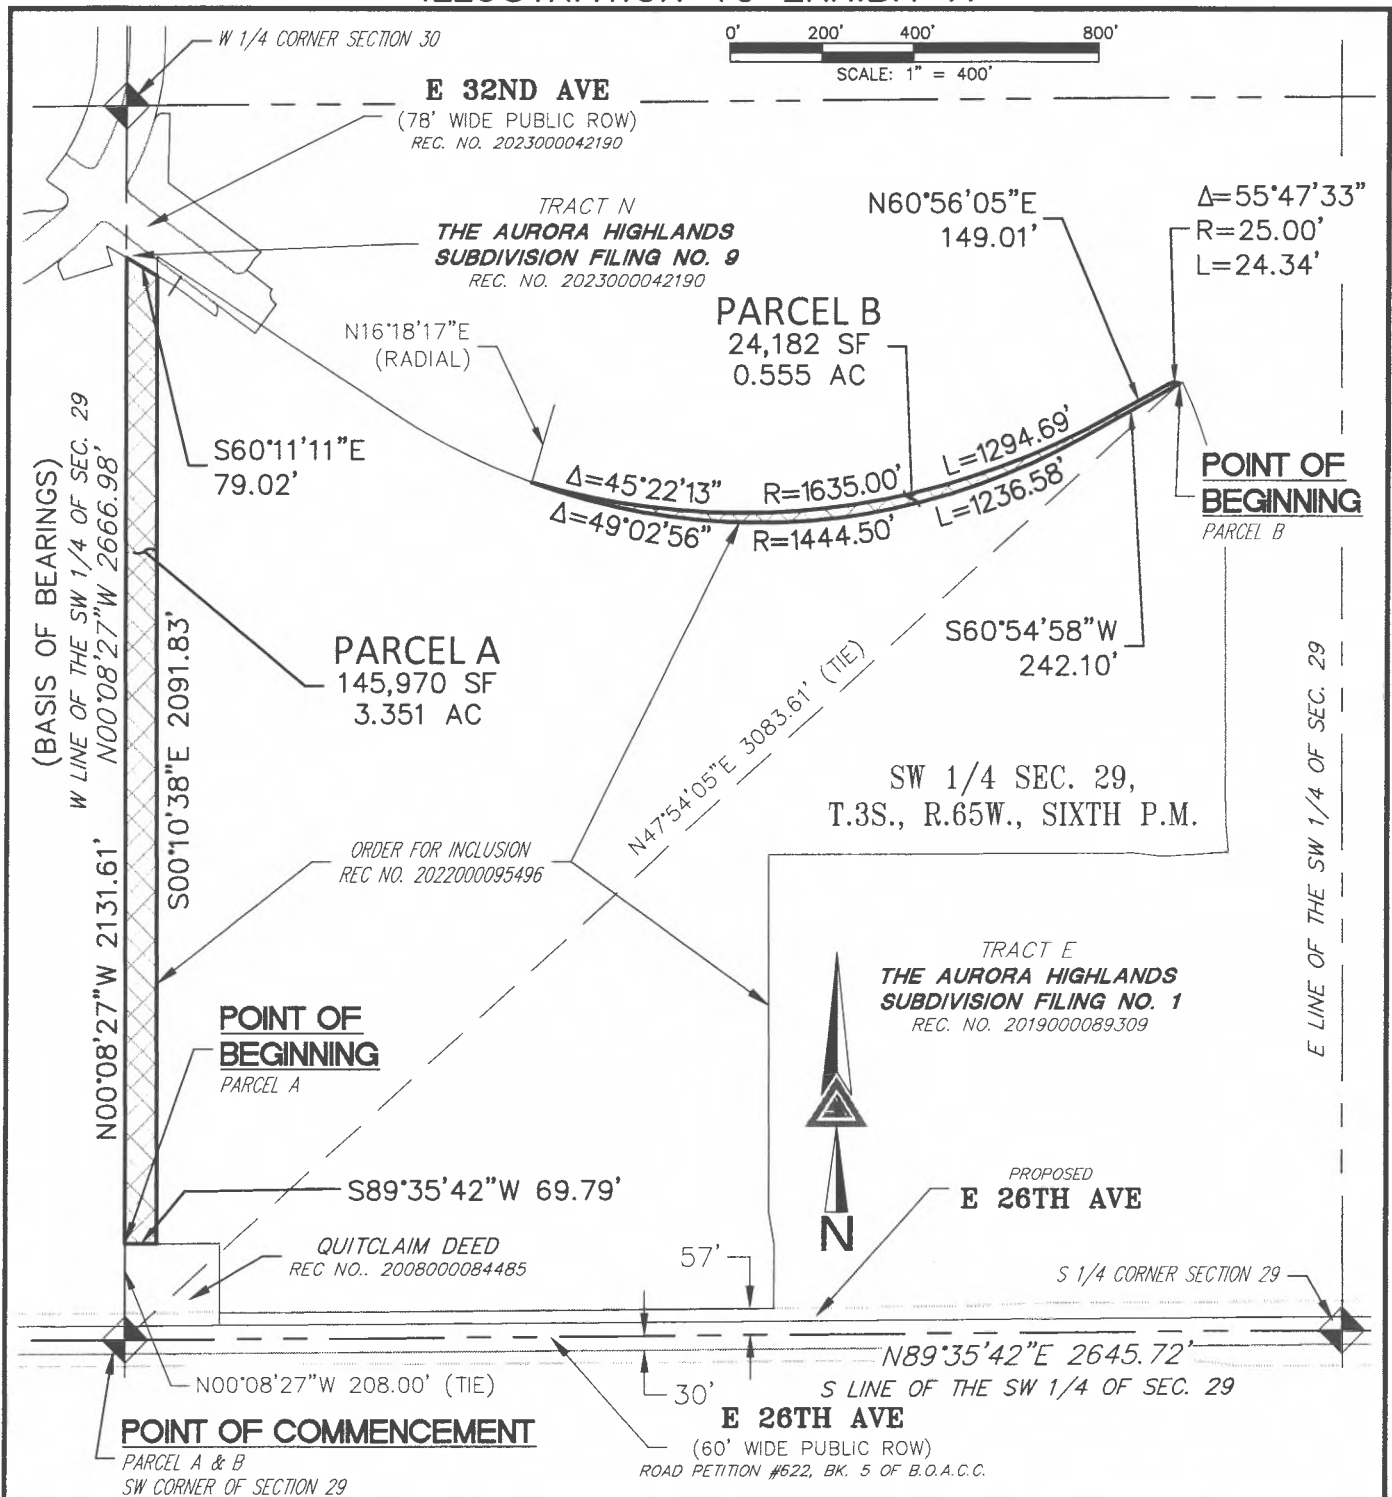 W 1/4 CORNER SECTION 30
0' 200' 400' 800'
SCALE: 1" = 400'
E 32ND AVE
(78' WIDE PUBLIC ROW)
REC. NO. 2023000042190
TRACT N
THE AURORA HIGHLANDS
SUBDIVISION FILING NO. 9
REC. NO. 2023000042190
N60°56'05"E
149.01'
Δ=55°47'33"
R=25.00'
L=24.34'
N16°18'17"E
(RADIAL)
PARCEL B
24,182 SF
0.555 AC
S60°11'11"E
79.02'
Δ=45°22'13" R=1635.00' L=1294.69'
Δ=49°02'56" R=1444.50' L=1236.58'
POINT OF
BEGINNING
PARCEL B
(BASIS OF BEARINGS)
W LINE OF THE SW 1/4 OF SEC. 29
N00°08'27"W 2666.98'
PARCEL A
145,970 SF
3.351 AC
S00°10'38"E 2091.83'
N00°08'27"W 2131.61'
S60°54'58"W
242.10'
N47°54'05"E 3083.61' (TIE)
SW 1/4 SEC. 29,
T.3S., R.65W., SIXTH P.M.
E LINE OF THE SW 1/4 OF SEC. 29
ORDER FOR INCLUSION
REC NO. 2022000095496
TRACT E
THE AURORA HIGHLANDS
SUBDIVISION FILING NO. 1
REC. NO. 2019000089309
POINT OF
BEGINNING
PARCEL A
S89°35'42"W 69.79'
N
PROPOSED
E 26TH AVE
QUITCLAIM DEED
REC NO.. 2008000084485
57'
S 1/4 CORNER SECTION 29
N00°08'27"W 208.00' (TIE)
30'
N89°35'42"E 2645.72'
S LINE OF THE SW 1/4 OF SEC. 29
E 26TH AVE
(60' WIDE PUBLIC ROW)
ROAD PETITION #622, BK. 5 OF B.O.A.C.C.
POINT OF COMMENCEMENT
PARCEL A & B
SW CORNER OF SECTION 29